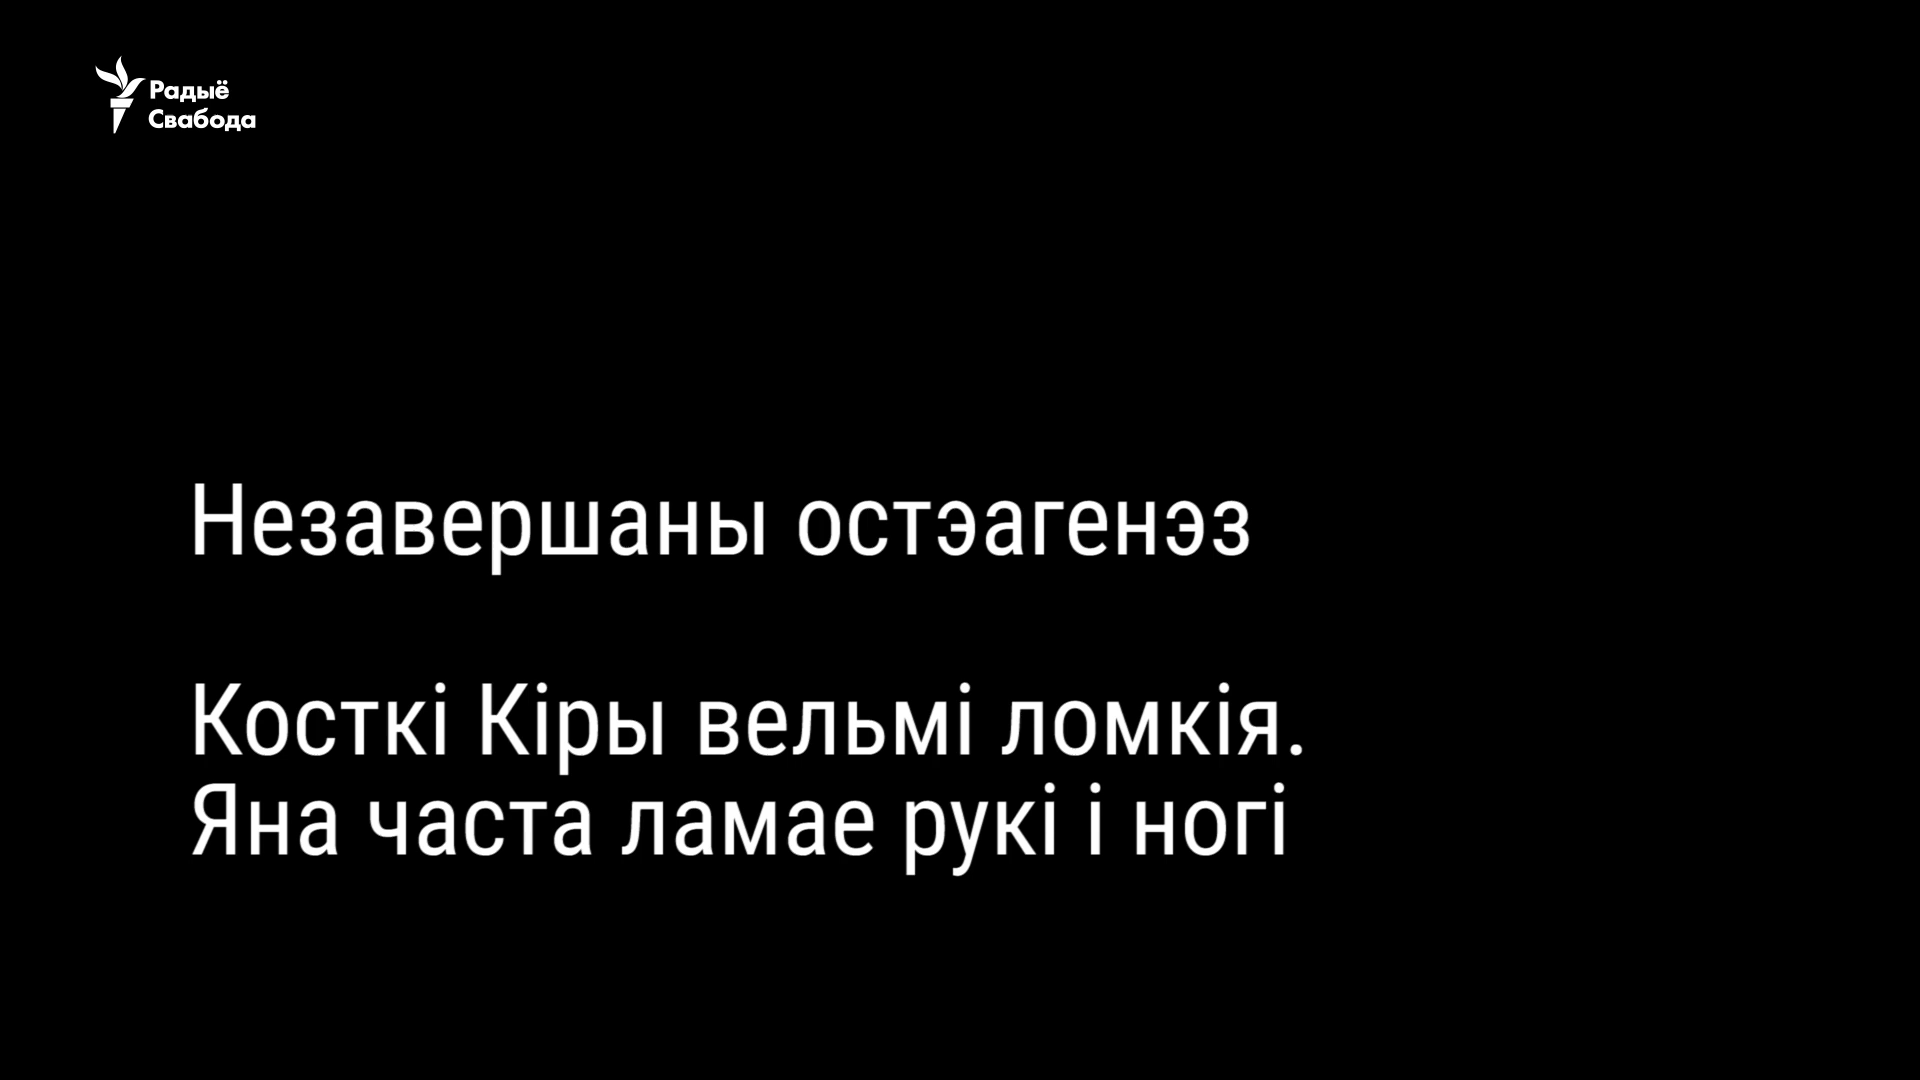 Радыё
Свабода
Незавершаны остэагенэз
Косткі Кіры вельмі ломкія.
Яна часта ламае рукі і ногі